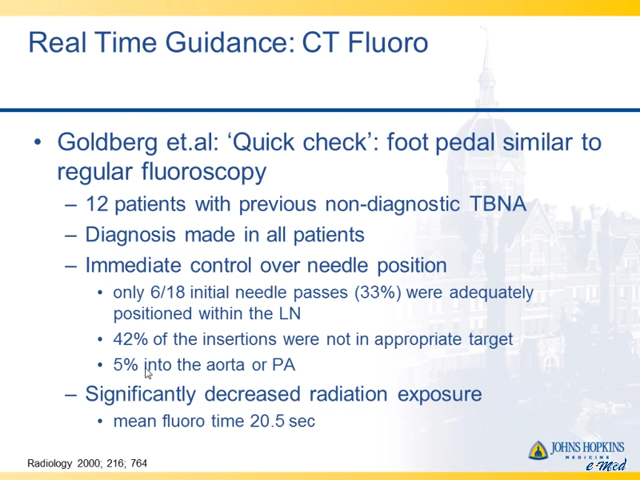 Real Time Guidance: CT Fluoro
• Goldberg et.al: ‘Quick check’: foot pedal similar to
regular fluoroscopy
– 12 patients with previous non-diagnostic TBNA
– Diagnosis made in all patients
– Immediate control over needle position
• only 6/18 initial needle passes (33%) were adequately
positioned within the LN
• 42% of the insertions were not in appropriate target
• 5% into the aorta or PA
– Significantly decreased radiation exposure
• mean fluoro time 20.5 sec
Radiology 2000; 216; 764
JOHNS HOPKINS
MEDICINE
e-med